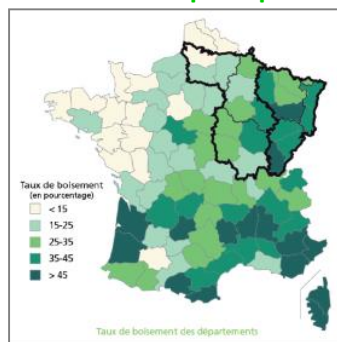 Taux de boisement
(en pourcentage)
< 15
15-25
25-35
35-45
> 45
Taux de boisement des départements